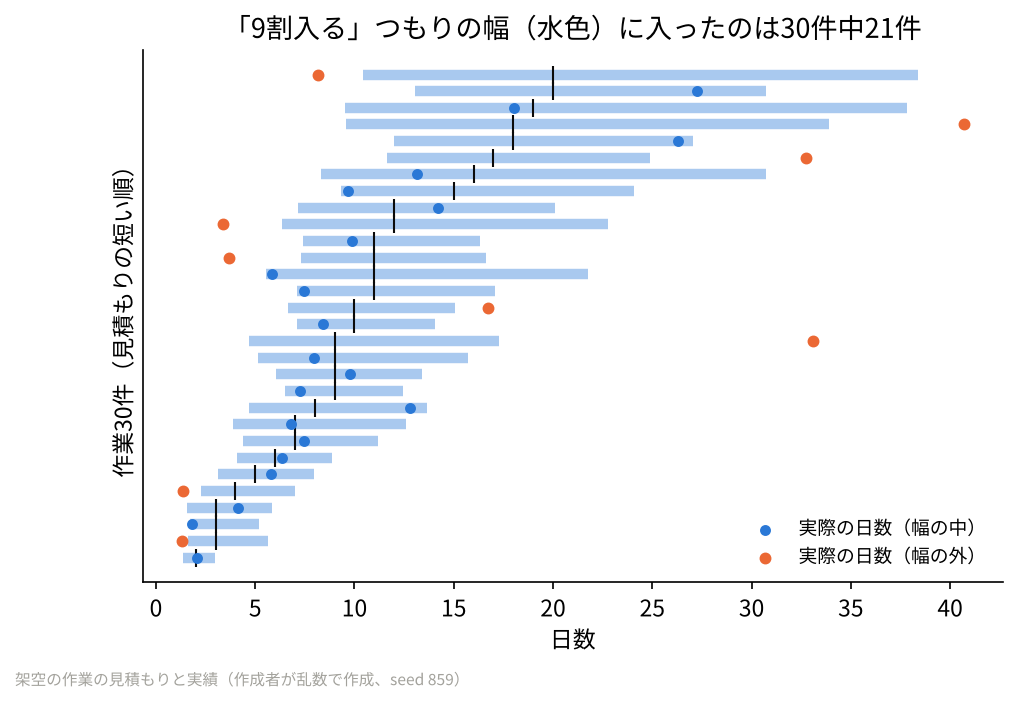 「9割入る」つもりの幅（水色）に入ったのは30件中21件
作業30件（見積もりの短い順）
実際の日数（幅の中）
実際の日数（幅の外）
0 5 10 15 20 25 30 35 40
日数
架空の作業の見積もりと実績（作成者が乱数で作成、seed 859）